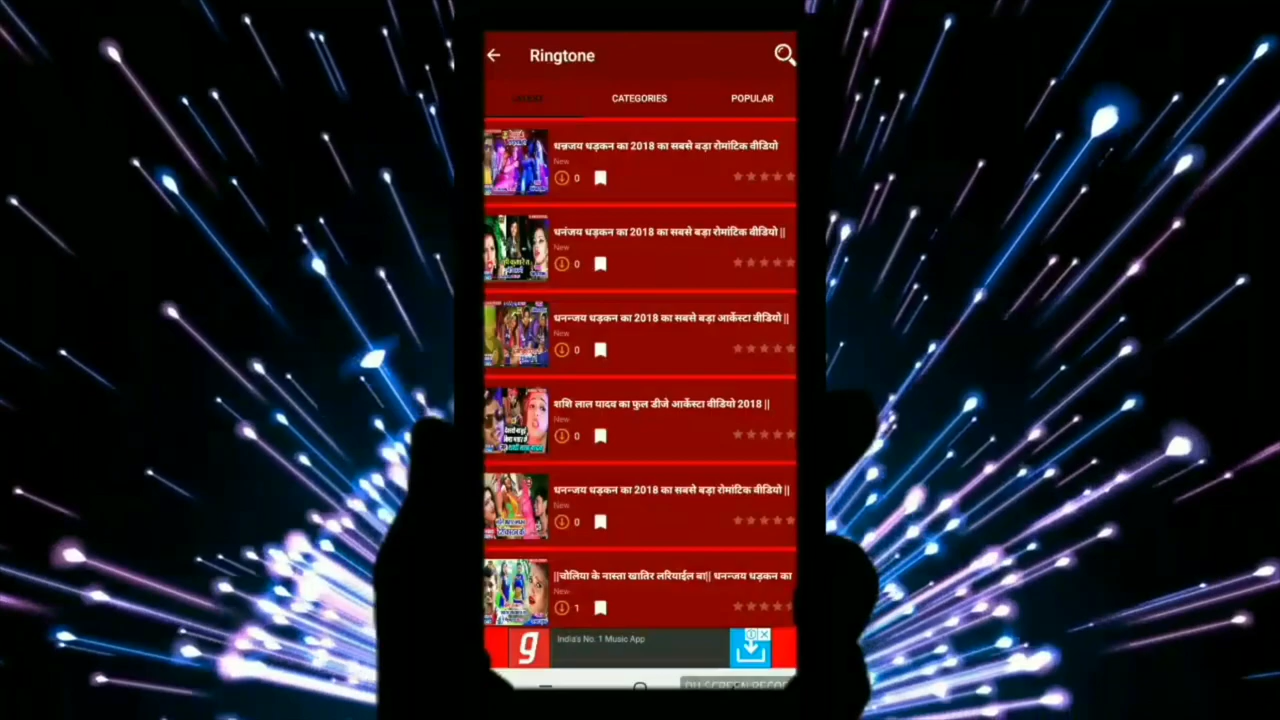 Ringtone
LATEST
CATEGORIES
POPULAR
धन्नजय धड़कन का 2018 का सबसे बड़ा रोमांटिक वीडियो
New
0
धनंजय धड़कन का 2018 का सबसे बड़ा रोमांटिक वीडियो ||
New
0
धनन्जय धड़कन का 2018 का सबसे बड़ा आर्केस्टा वीडियो ||
New
0
शशि लाल यादव का फुल डीजे आर्केस्टा वीडियो 2018 ||
New
0
धनन्जय धड़कन का 2018 का सबसे बड़ा रोमांटिक वीडियो ||
New
0
||चोलिया के नास्ता खातिर लरियाईल बा|| धनन्जय धड़कन का
New
1
g
India's No. 1 Music App